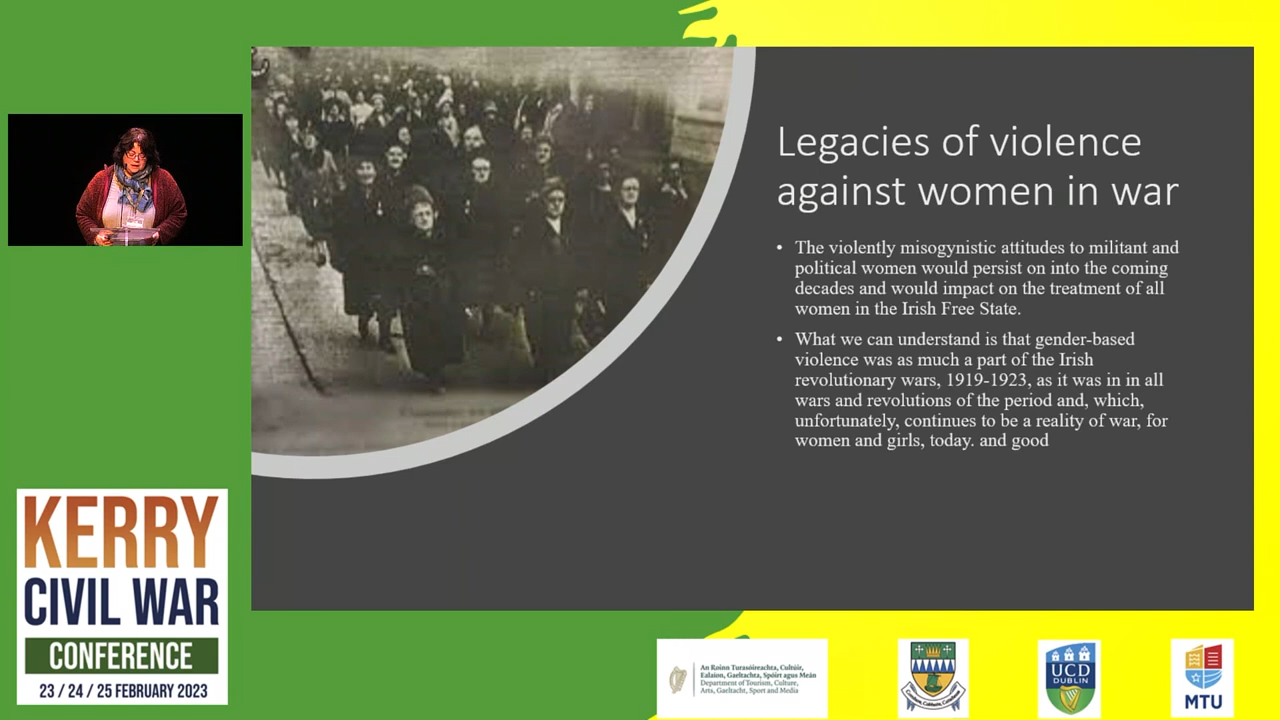 Legacies of violence
against women in war
• The violently misogynistic attitudes to militant and
political women would persist on into the coming
decades and would impact on the treatment of all
women in the Irish Free State.
• What we can understand is that gender-based
violence was as much a part of the Irish
revolutionary wars, 1919-1923, as it was in in all
wars and revolutions of the period and, which,
unfortunately, continues to be a reality of war, for
women and girls, today. and good
KERRY
CIVIL WAR
CONFERENCE
23 / 24 / 25 FEBRUARY 2023
An Roinn Turasóireachta, Cultúir,
Ealaíon, Gaeltachta, Spóirt agus Meán
Department of Tourism, Culture,
Arts, Gaeltacht, Sport and Media
UCD
DUBLIN
MTU